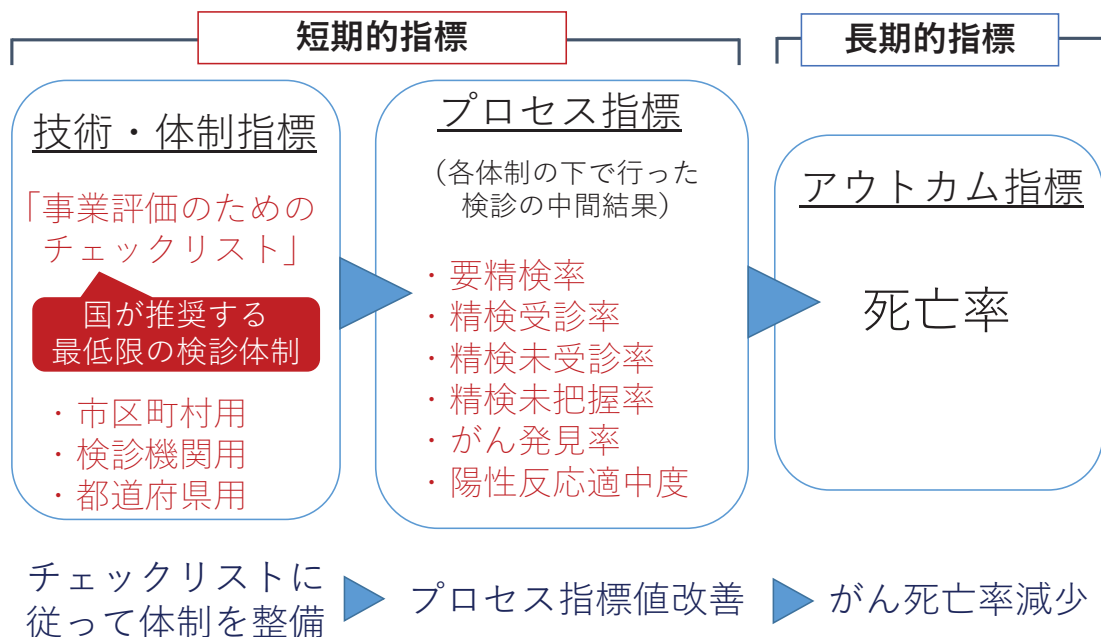 短期的指標
長期的指標
技術・体制指標
「事業評価のための
チェックリスト」
国が推奨する
最低限の検診体制
・市区町村用
・検診機関用
・都道府県用
プロセス指標
(各体制の下で行った
検診の中間結果)
・要精検率
・精検受診率
・精検未受診率
・精検未把握率
・がん発見率
・陽性反応適中度
アウトカム指標
死亡率
チェックリストに
従って体制を整備
プロセス指標値改善
がん死亡率減少